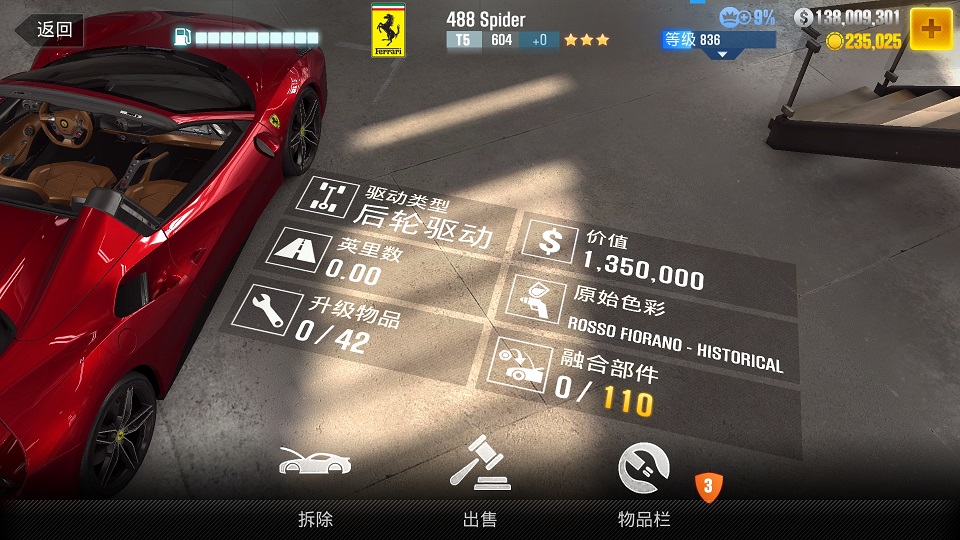 返回
Ferrari
488 Spider
T5 604 +0
9%
138,009,301
等级 836
235,025
驱动类型
后轮驱动
英里数
0.00
升级物品
0/42
价值
1,350,000
原始色彩
ROSSO FIORANO - HISTORICAL
融合部件
0/ 110
拆除
出售
物品栏
3